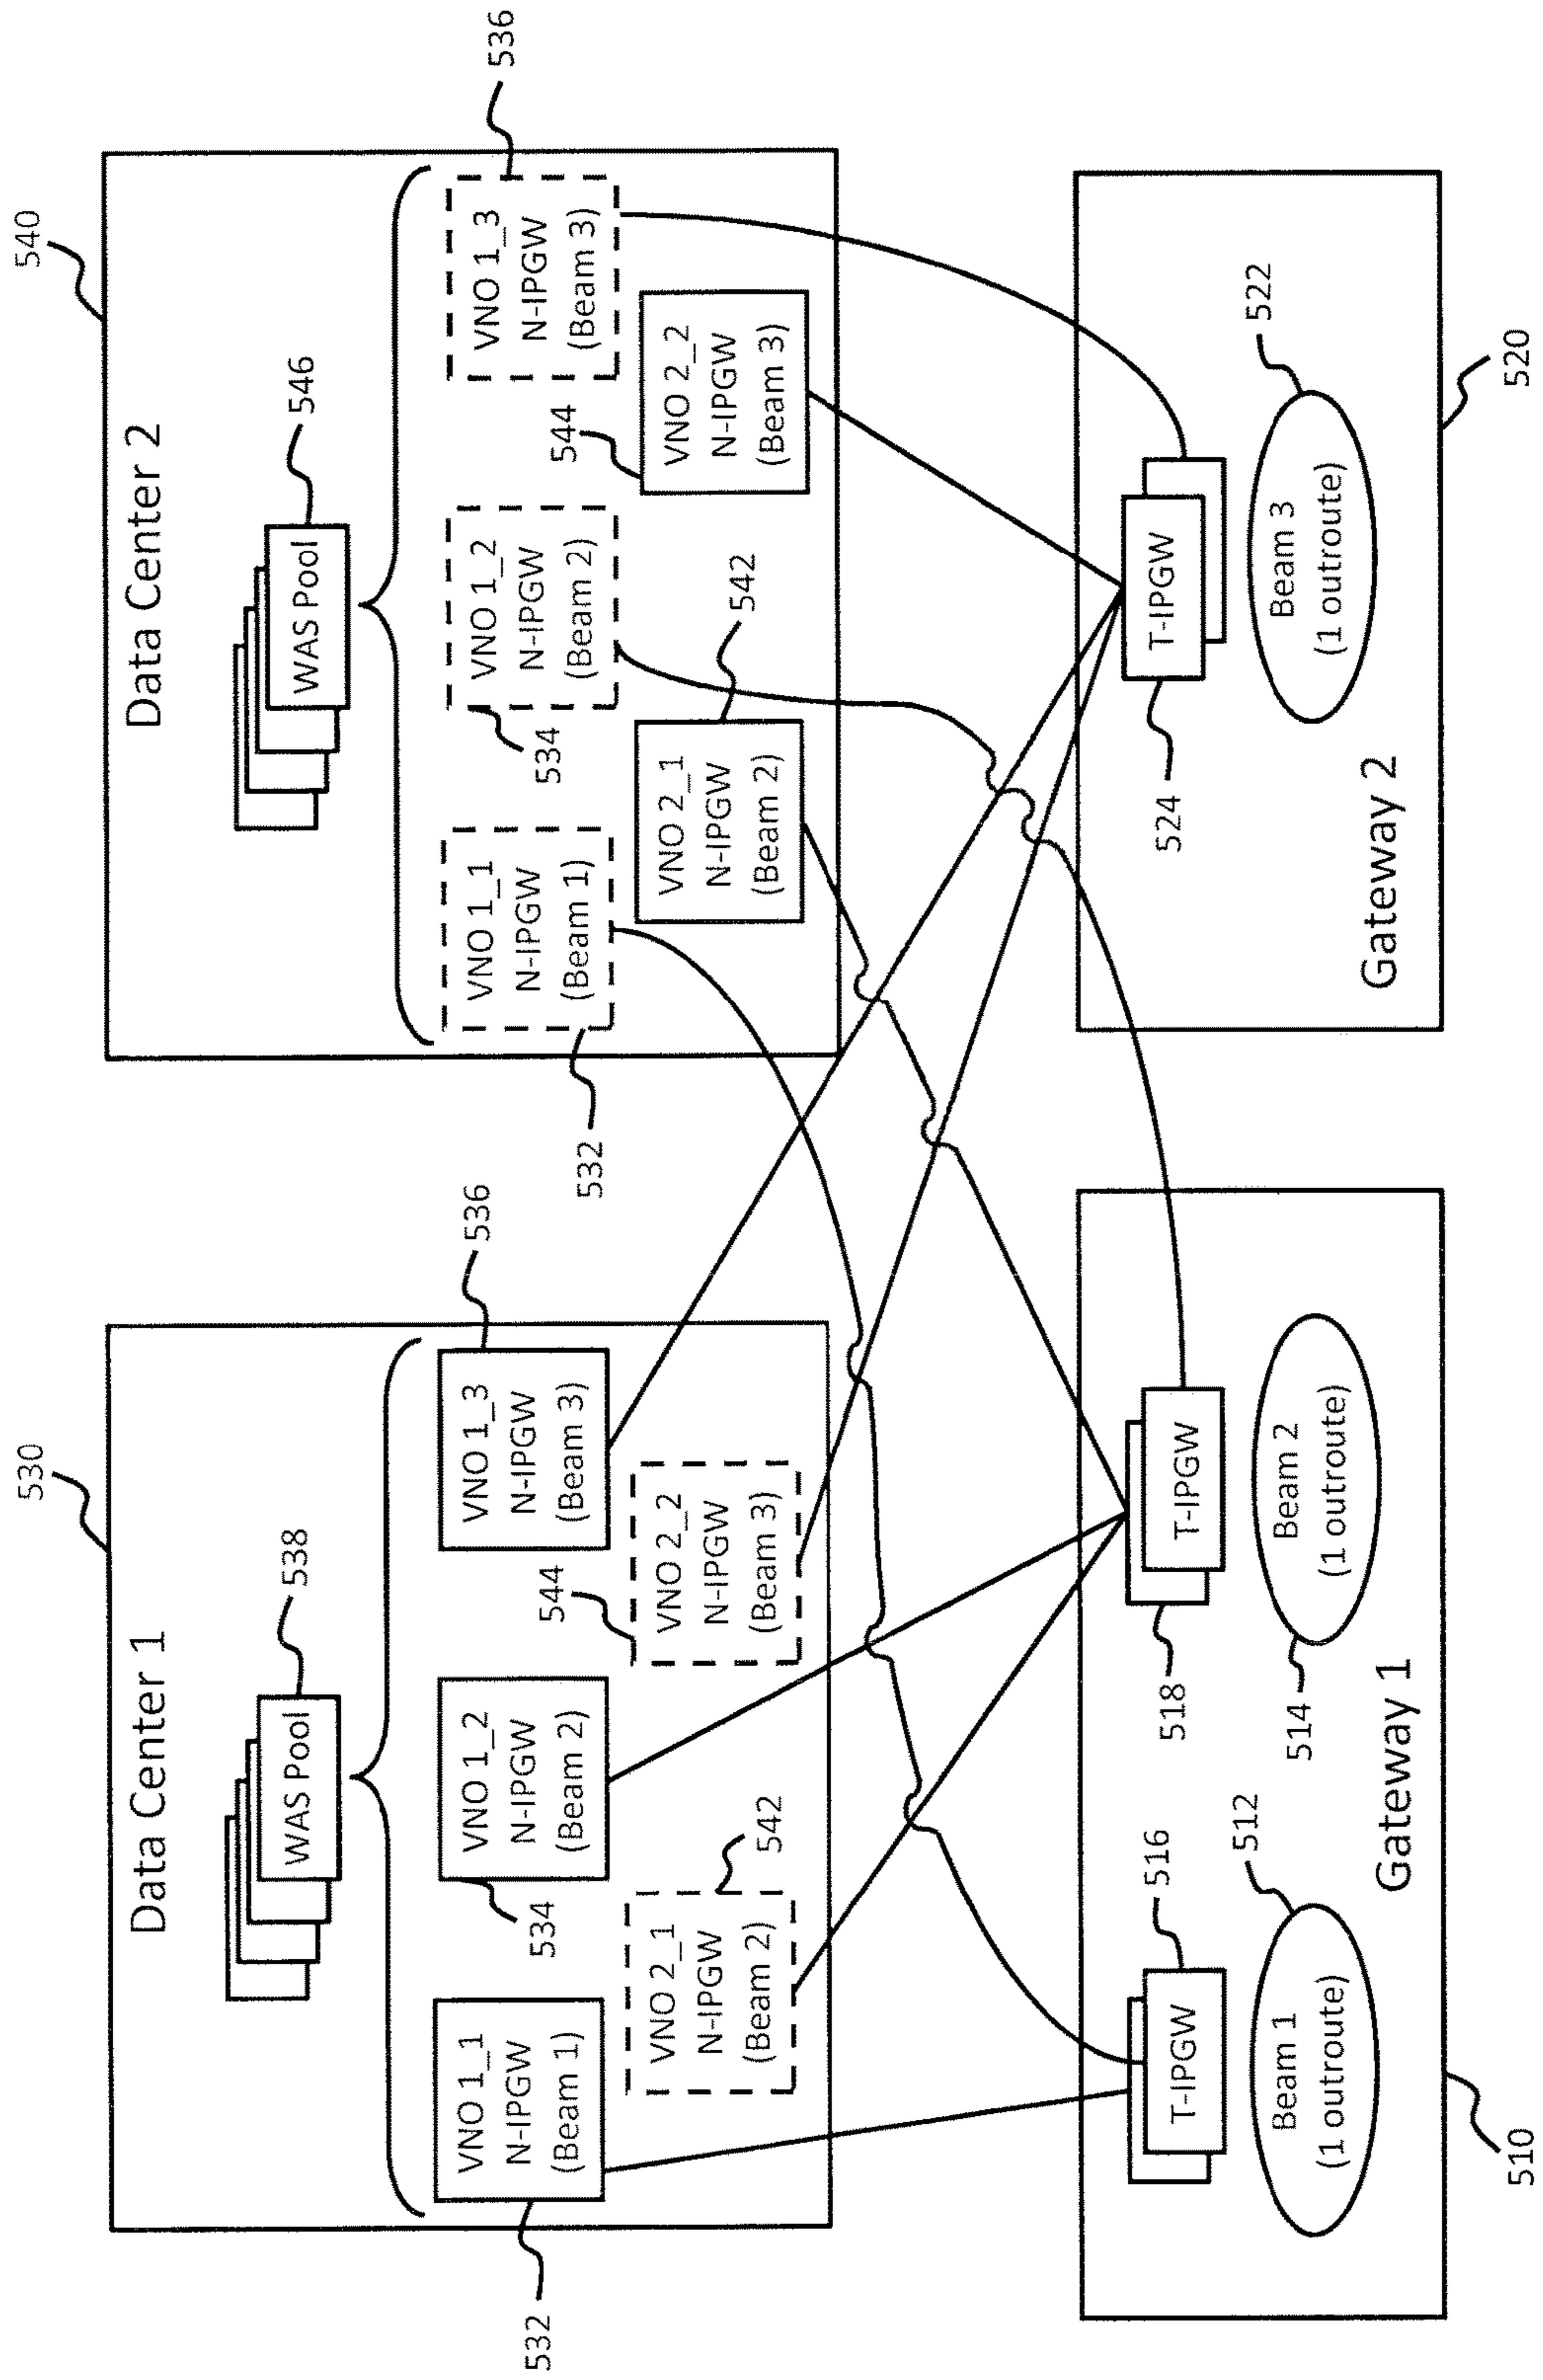 530
540
Data Center 1
538
WAS Pool
VNO 1_1
N-IPGW
(Beam 1)
532
VNO 1_2
N-IPGW
(Beam 2)
534
VNO 1_3
N-IPGW
(Beam 3)
536
VNO 2_1
N-IPGW
(Beam 2)
542
VNO 2_2
N-IPGW
(Beam 3)
544
Data Center 2
546
WAS Pool
VNO 1_1
N-IPGW
(Beam 1)
532
VNO 1_2
N-IPGW
(Beam 2)
534
VNO 1_3
N-IPGW
(Beam 3)
536
VNO 2_1
N-IPGW
(Beam 2)
542
VNO 2_2
N-IPGW
(Beam 3)
544
T-IPGW
516
Beam 1
(1 outroute)
512
T-IPGW
518
Beam 2
(1 outroute)
514
Gateway 1
510
T-IPGW
524
Beam 3
(1 outroute)
522
Gateway 2
520